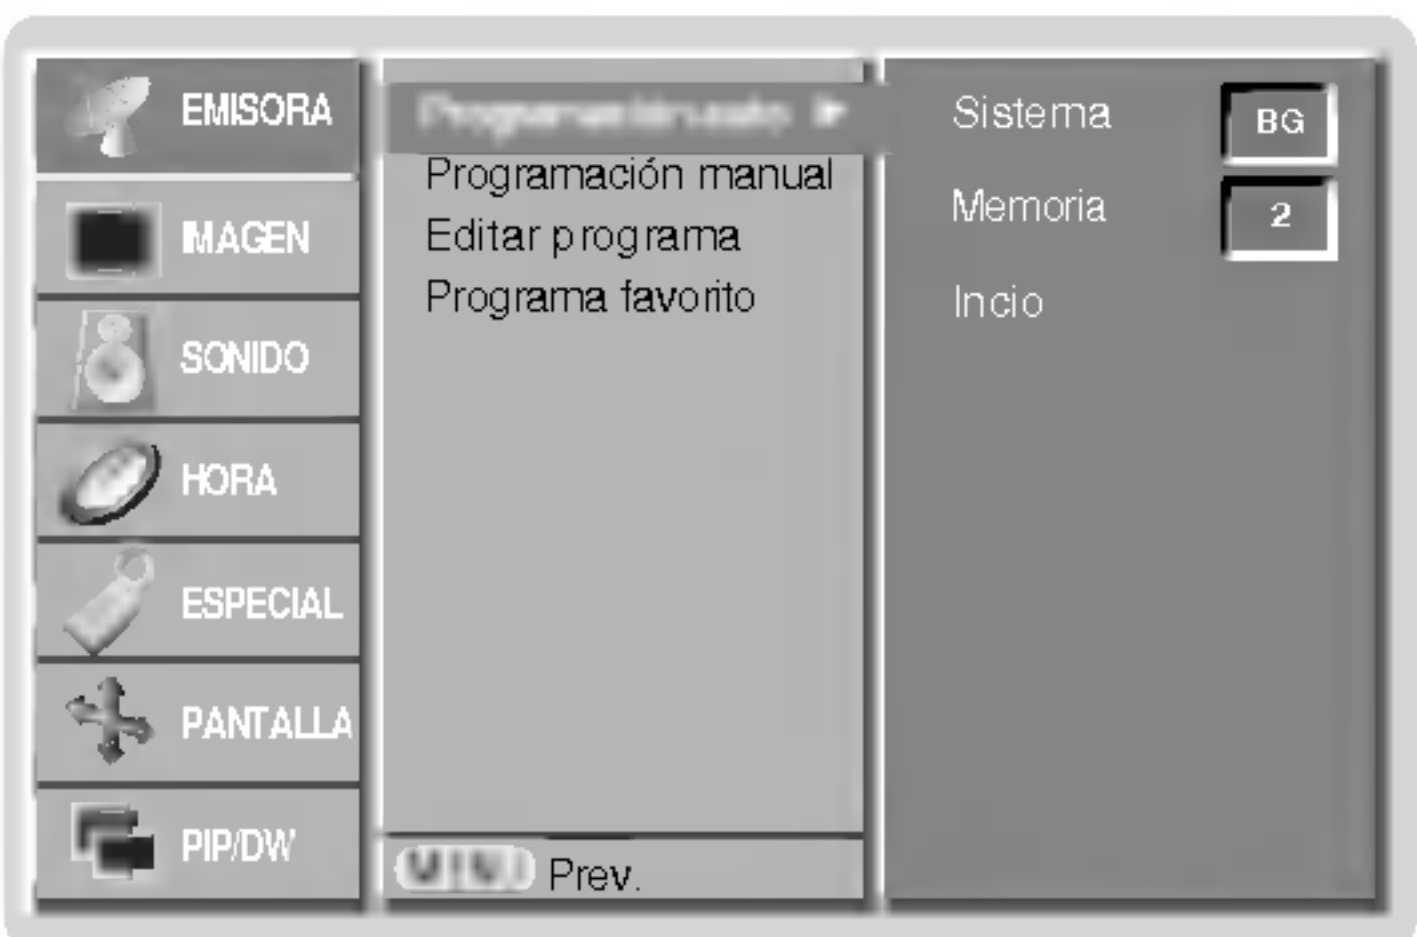 EMISORA
IMAGEN
SONIDO
HORA
ESPECIAL
PANTALLA
PIP/DW
Programación manual
Editar programa
Programa favorito
Prev.
Sistema BG
Memoria 2
Incio